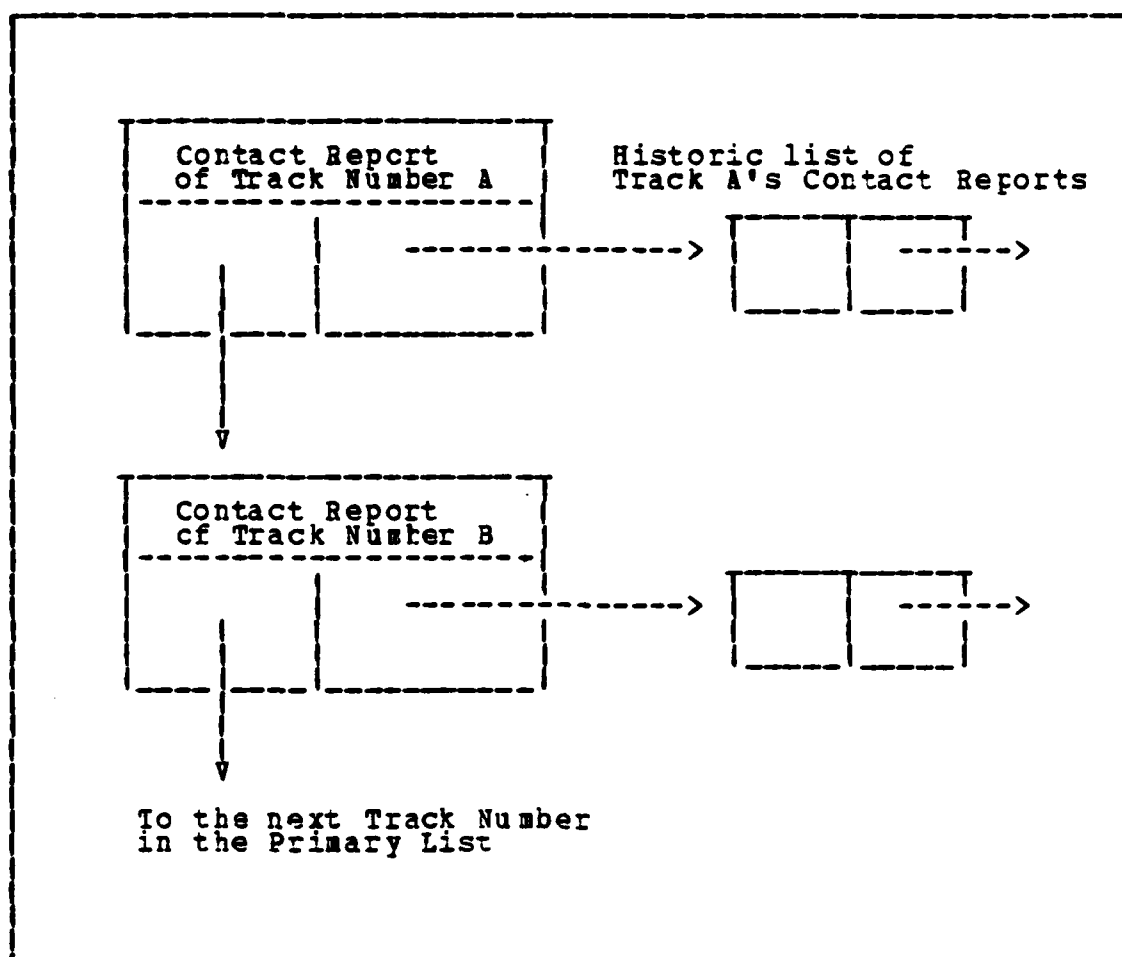 Contact Report
of Track Number A
Historic list of
Track A's Contact Reports
Contact Report
of Track Number B
To the next Track Number
in the Primary List